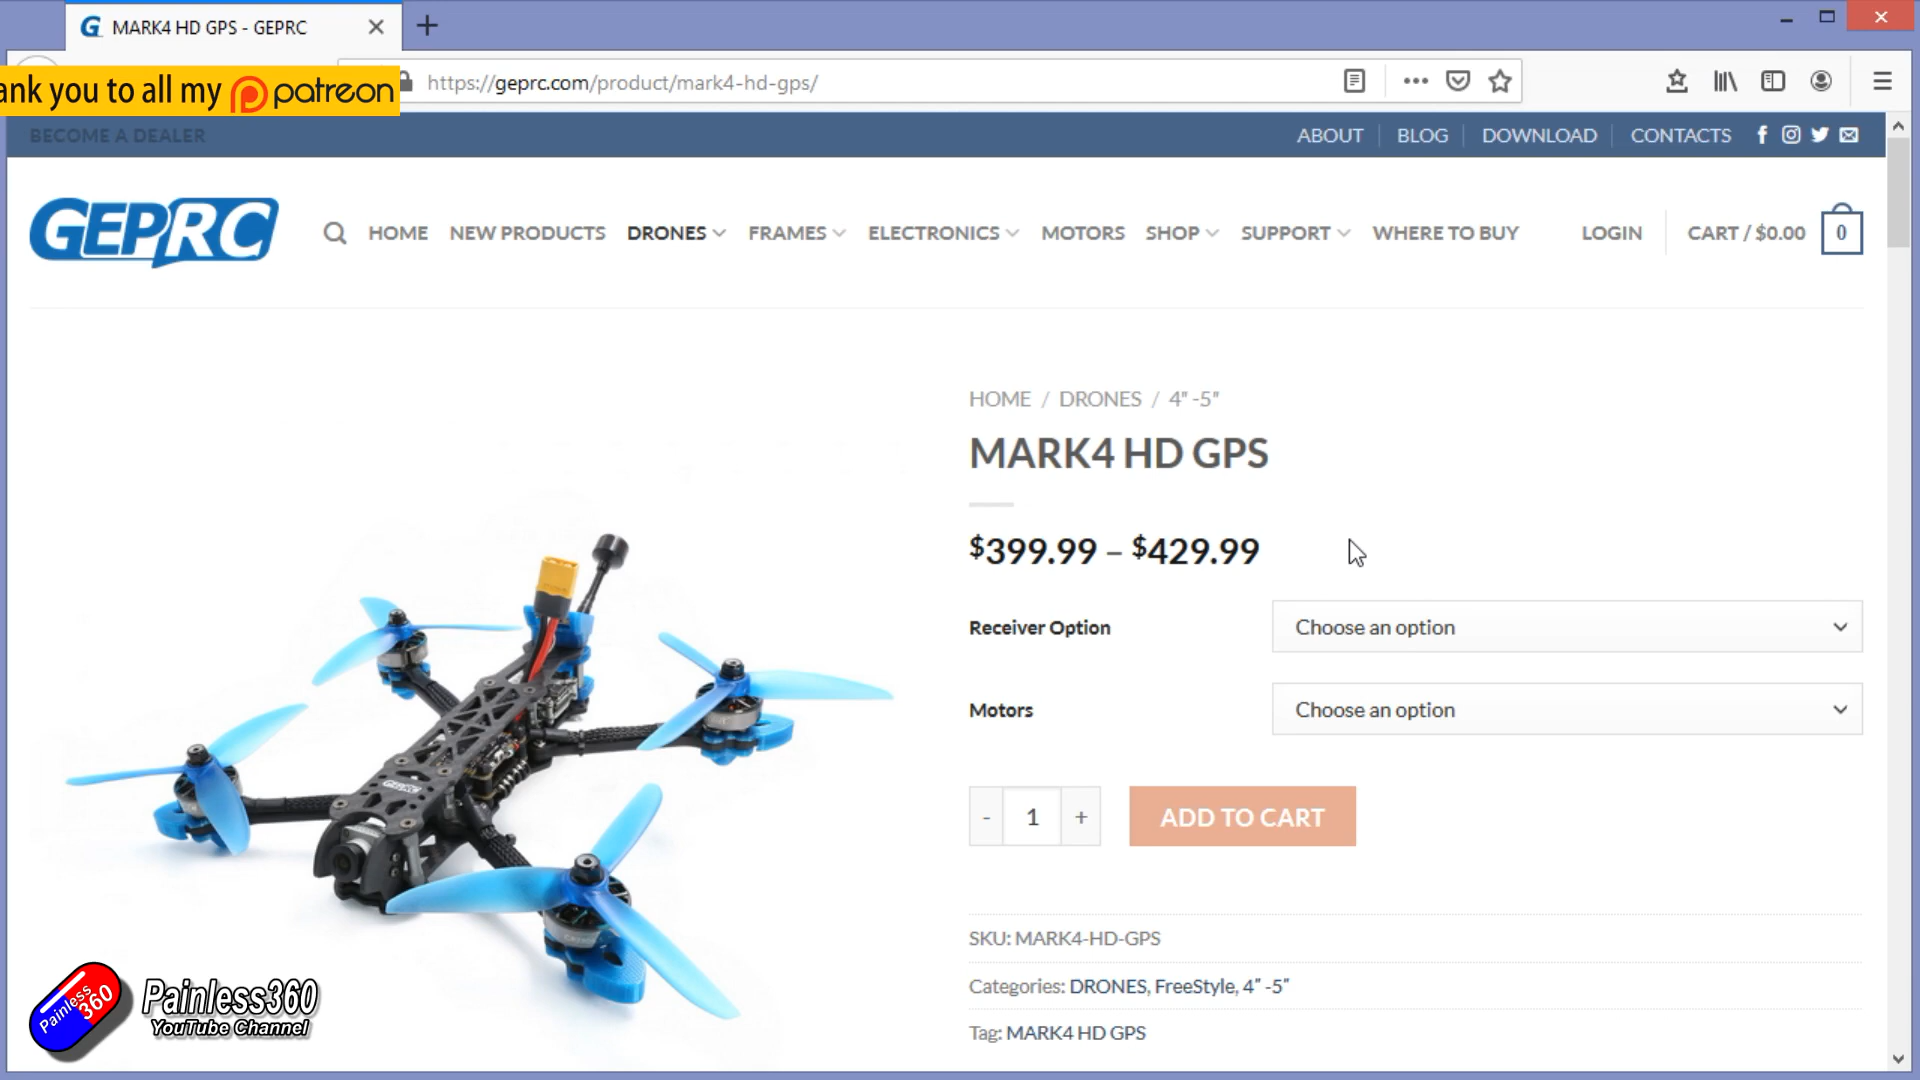 MARK4 HD GPS - GEPRC
ank you to all my patreon
https://geprc.com/product/mark4-hd-gps/
BECOME A DEALER
ABOUT BLOG DOWNLOAD CONTACTS
GEPRC
HOME NEW PRODUCTS DRONES FRAMES ELECTRONICS MOTORS SHOP SUPPORT WHERE TO BUY LOGIN CART / $0.00 0
HOME / DRONES / 4" -5"
MARK4 HD GPS
$399.99 – $429.99
Receiver Option Choose an option
Motors Choose an option
- 1 + ADD TO CART
SKU: MARK4-HD-GPS
Categories: DRONES, FreeStyle, 4" -5"
Tag: MARK4 HD GPS
GEPRC
Painless 360
Painless360
YouTube Channel